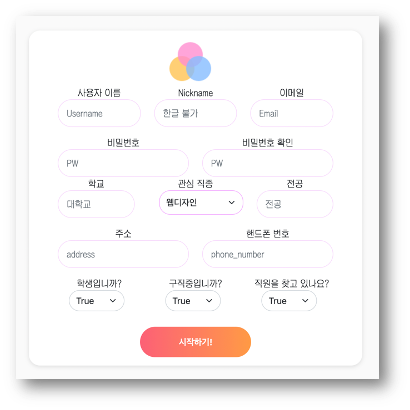 사용자 이름 Nickname 이메일
Username 한글 불가 Email
비밀번호 비밀번호 확인
PW PW
학교 관심 직종 전공
대학교 웹디자인 전공
주소 핸드폰 번호
address phone_number
학생입니까? 구직중입니까? 직원을 찾고 있나요?
True True True
시작하기!